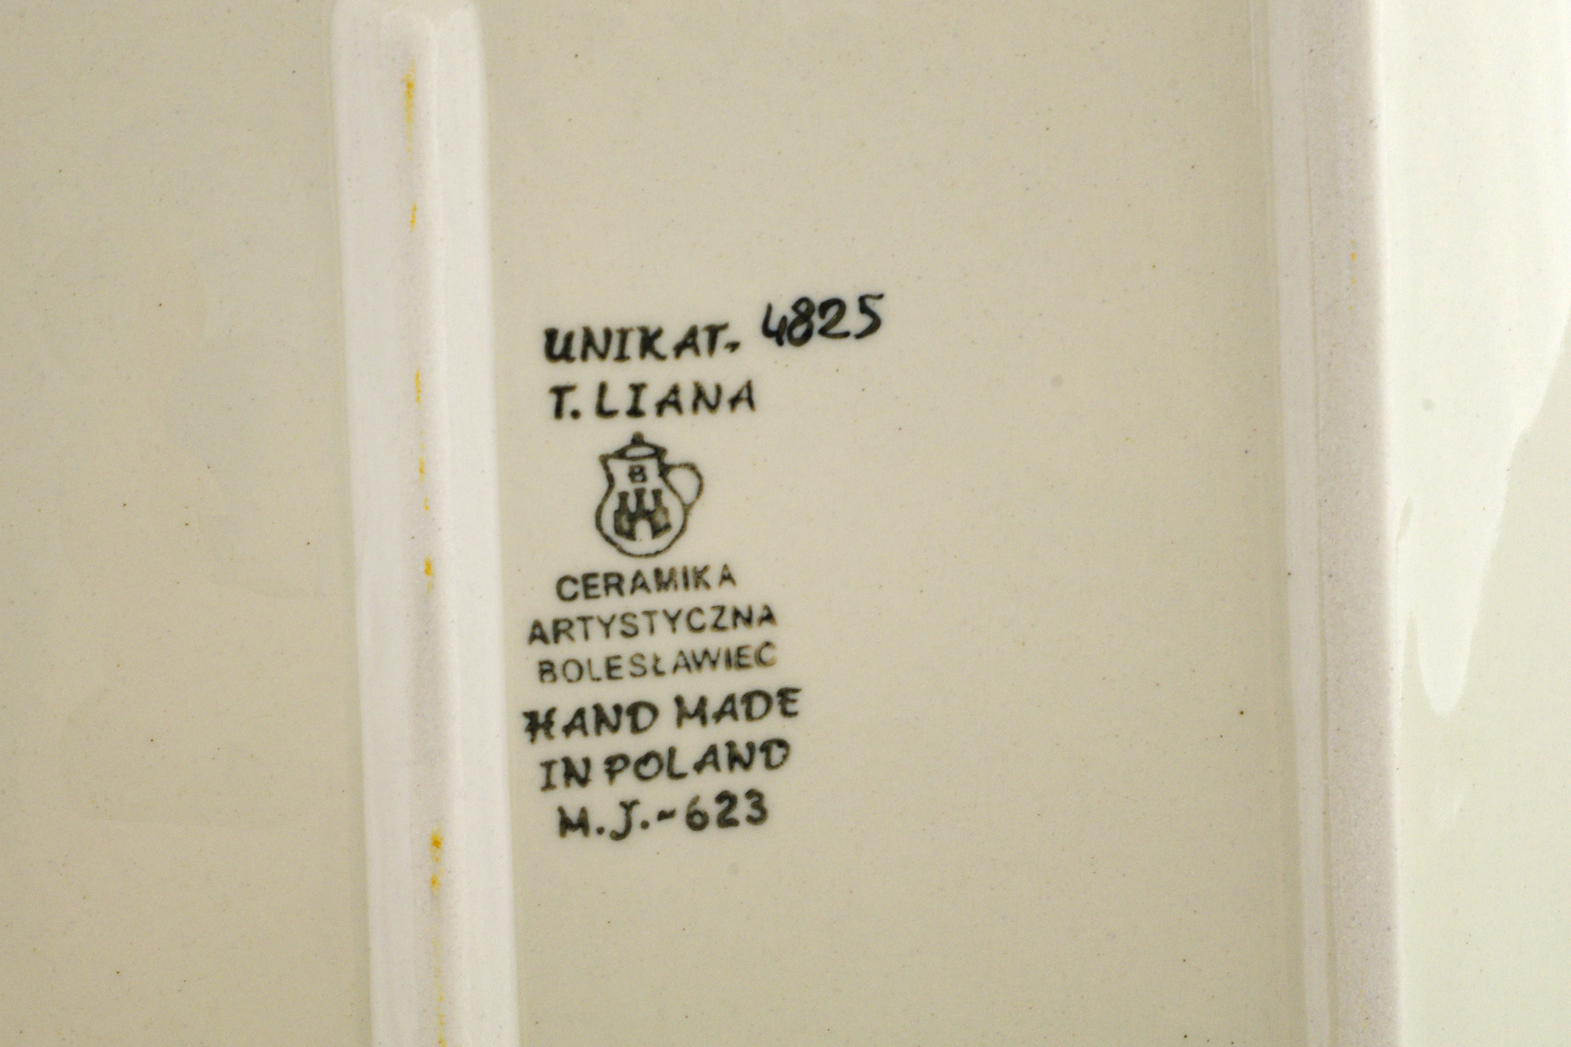 UNIKAT. 4825
T. LIANA
B
CERAMIKA
ARTYSTYCZNA
BOLESŁAWIEC
HAND MADE
IN POLAND
M.J.~623